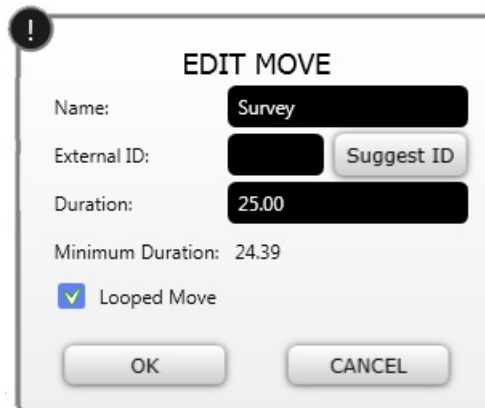 !
EDIT MOVE
Name: Survey
External ID: Suggest ID
Duration: 25.00
Minimum Duration: 24.39
Looped Move
OK CANCEL